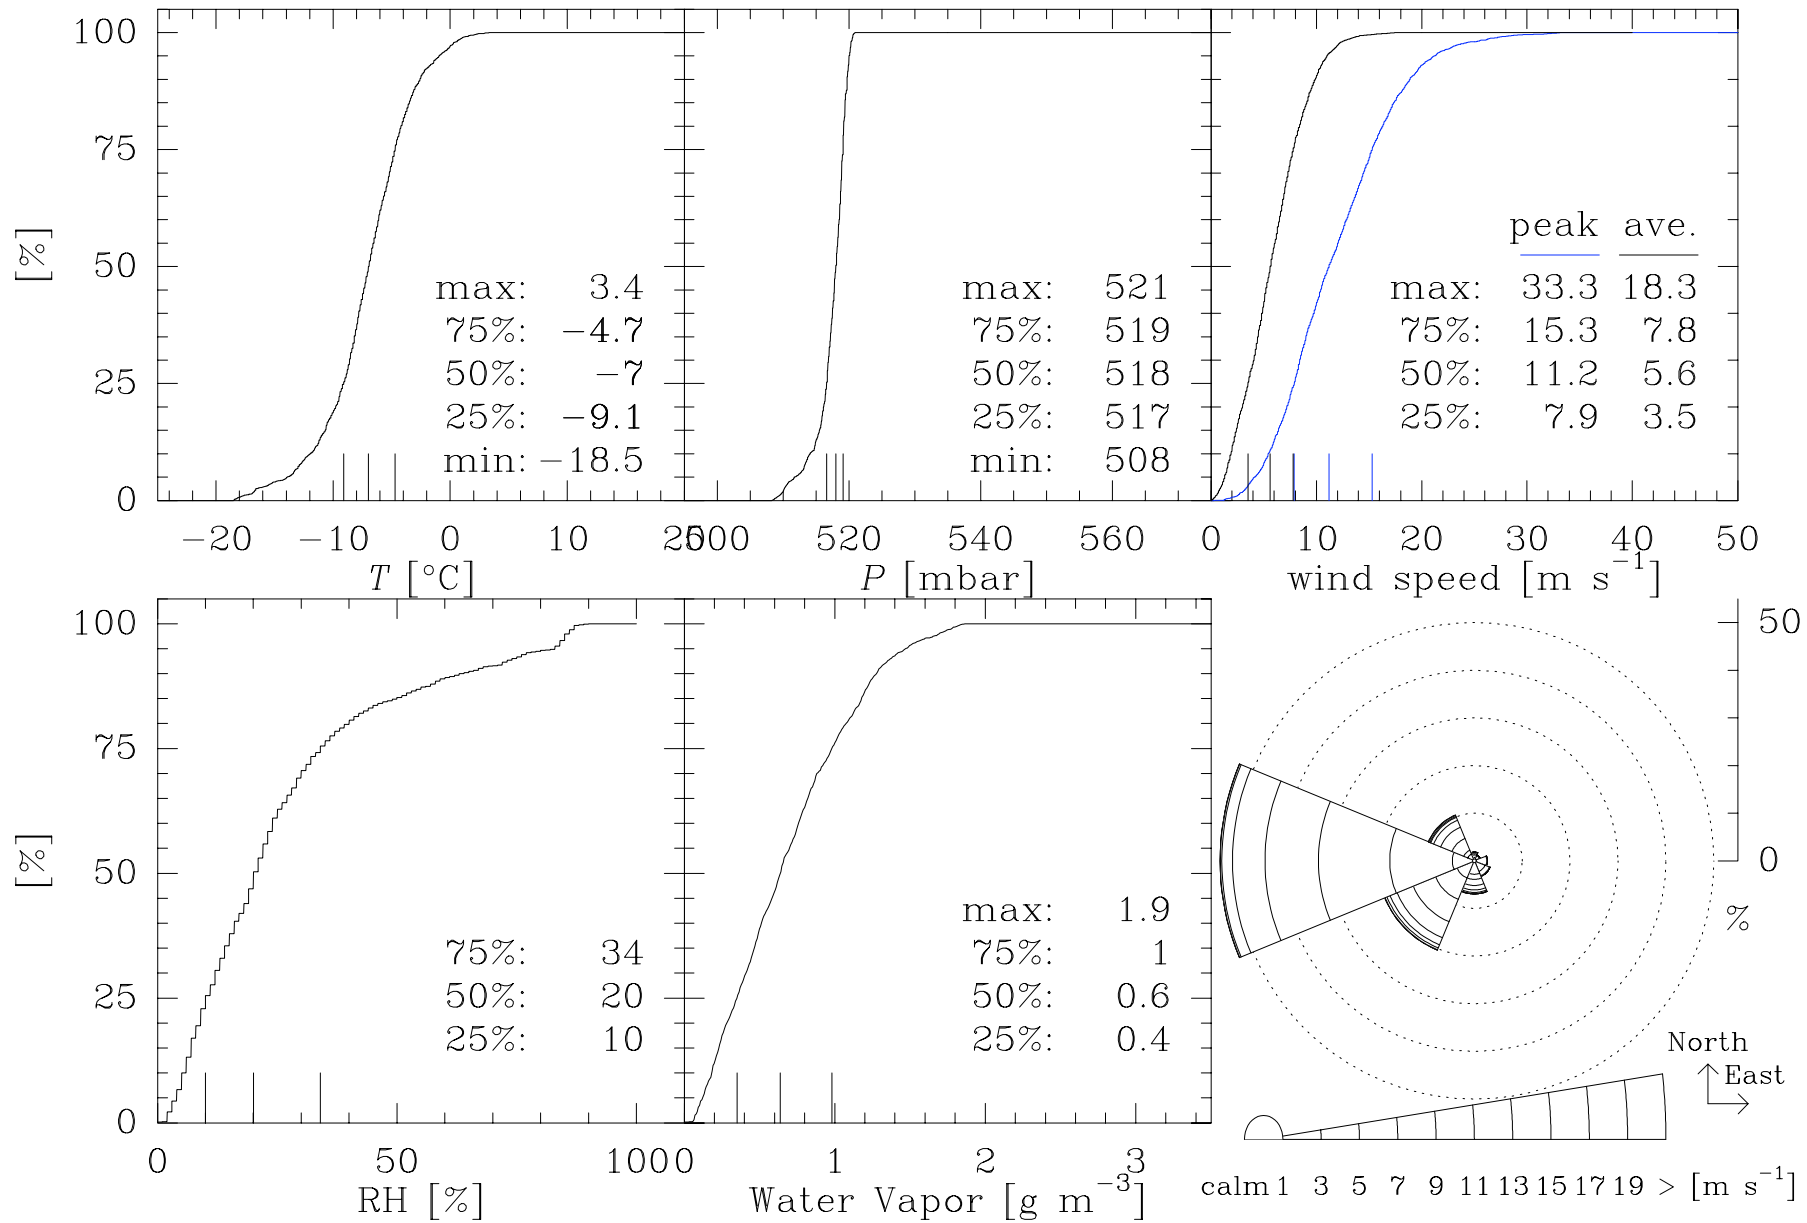 100
75
50
25
0
[%]
max: 3.4
75%: −4.7
50%: −7
25%: −9.1
min: −18.5
−20 −10 0 10 20
T [°C]
max: 521
75%: 519
50%: 518
25%: 517
min: 508
500 520 540 560
P [mbar]
peak ave.
max: 33.3 18.3
75%: 15.3 7.8
50%: 11.2 5.6
25%: 7.9 3.5
0 10 20 30 40 50
wind speed [m s⁻¹]
100
75
50
25
0
[%]
75%: 34
50%: 20
25%: 10
0 50 100
RH [%]
max: 1.9
75%: 1
50%: 0.6
25%: 0.4
0 1 2 3
Water Vapor [g m⁻³]
50
0
%
North
East
calm 1 3 5 7 9 11 13 15 17 19 > [m s⁻¹]